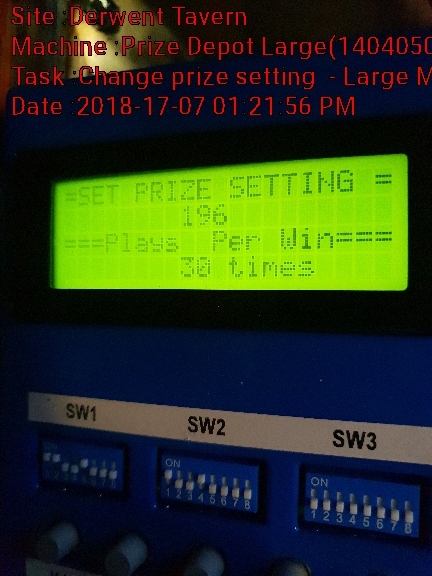 Site :Derwent Tavern
Machine :Prize Depot Large(1404050
Task :Change prize setting - Large M
Date :2018-17-07 01:21:56 PM
=SET PRIZE SETTING =
196
===Plays Per Win===
30 times
SW1 SW2 SW3
ON ON ON
1 2 3 4 5 6 7 8 1 2 3 4 5 6 7 8